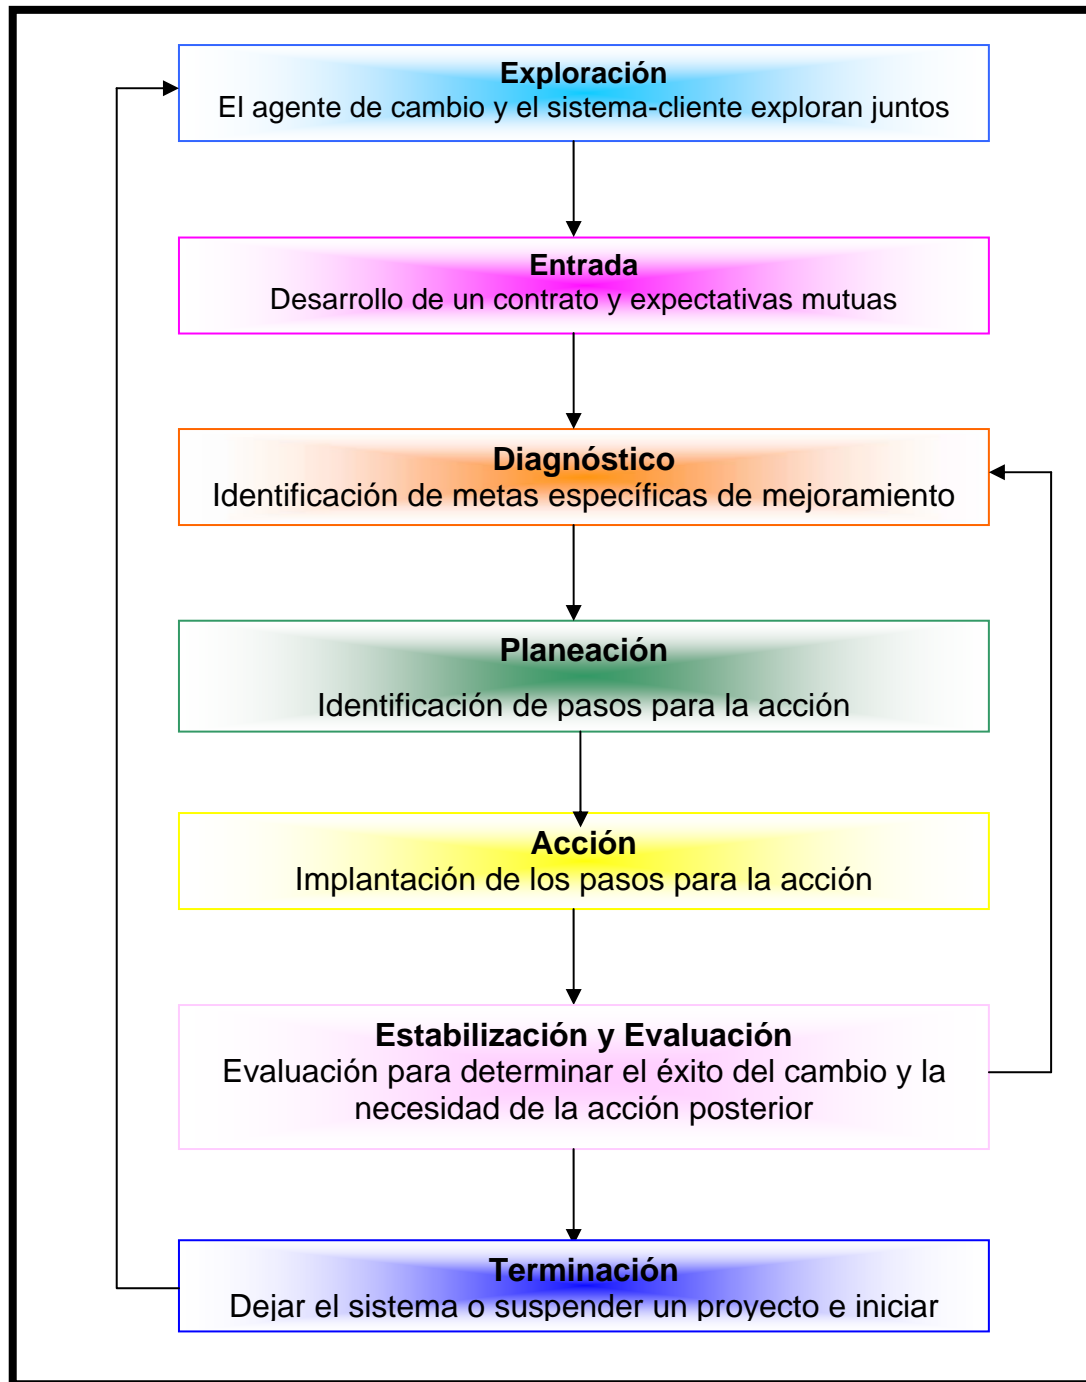 Exploración
El agente de cambio y el sistema-cliente exploran juntos
Entrada
Desarrollo de un contrato y expectativas mutuas
Diagnóstico
Identificación de metas específicas de mejoramiento
Planeación
Identificación de pasos para la acción
Acción
Implantación de los pasos para la acción
Estabilización y Evaluación
Evaluación para determinar el éxito del cambio y la
necesidad de la acción posterior
Terminación
Dejar el sistema o suspender un proyecto e iniciar